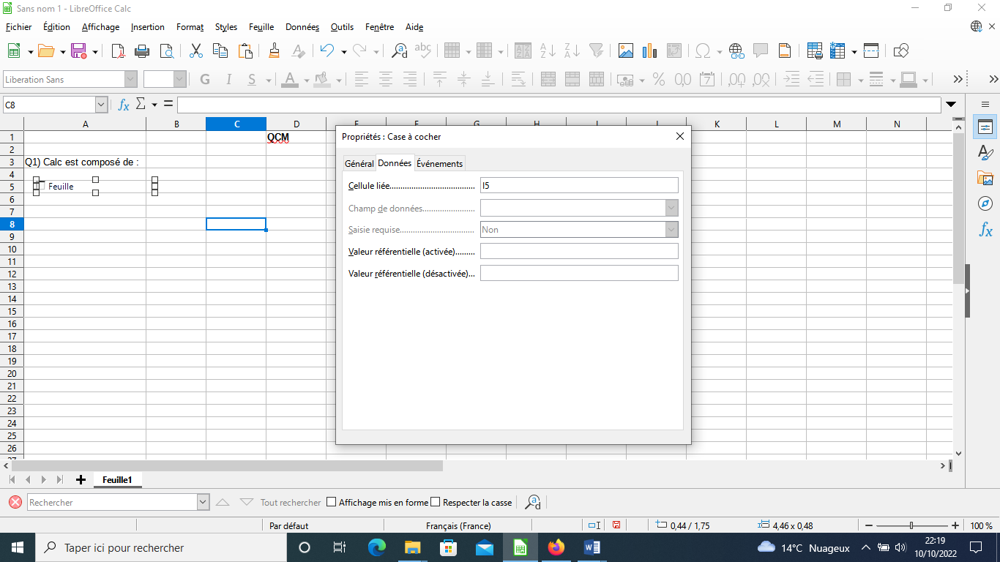 Sans nom 1 - LibreOffice Calc
Fichier Édition Affichage Insertion Format Styles Feuille Données Outils Fenêtre Aide
Liberation Sans G I S A
C8 fx Σ =
A B C D E F G H I J K L M N
1 QCM
2
3 Q1) Calc est composé de :
4
5 Feuille
6
7
8
9
10
11
12
13
14
15
16
17
18
19
20
21
22
23
24
25
26
27
Propriétés : Case à cocher
Général Données Événements
Cellule liée....................................... I5
Champ de données.......................
Saisie requise.................................. Non
Valeur référentielle (activée).........
Valeur référentielle (désactivée)...
Feuille1
Rechercher Tout rechercher Affichage mis en forme Respecter la casse
Par défaut Français (France) 0,44 / 1,75 4,46 x 0,48 100 %
Taper ici pour rechercher 14°C Nuageux 22:19
10/10/2022